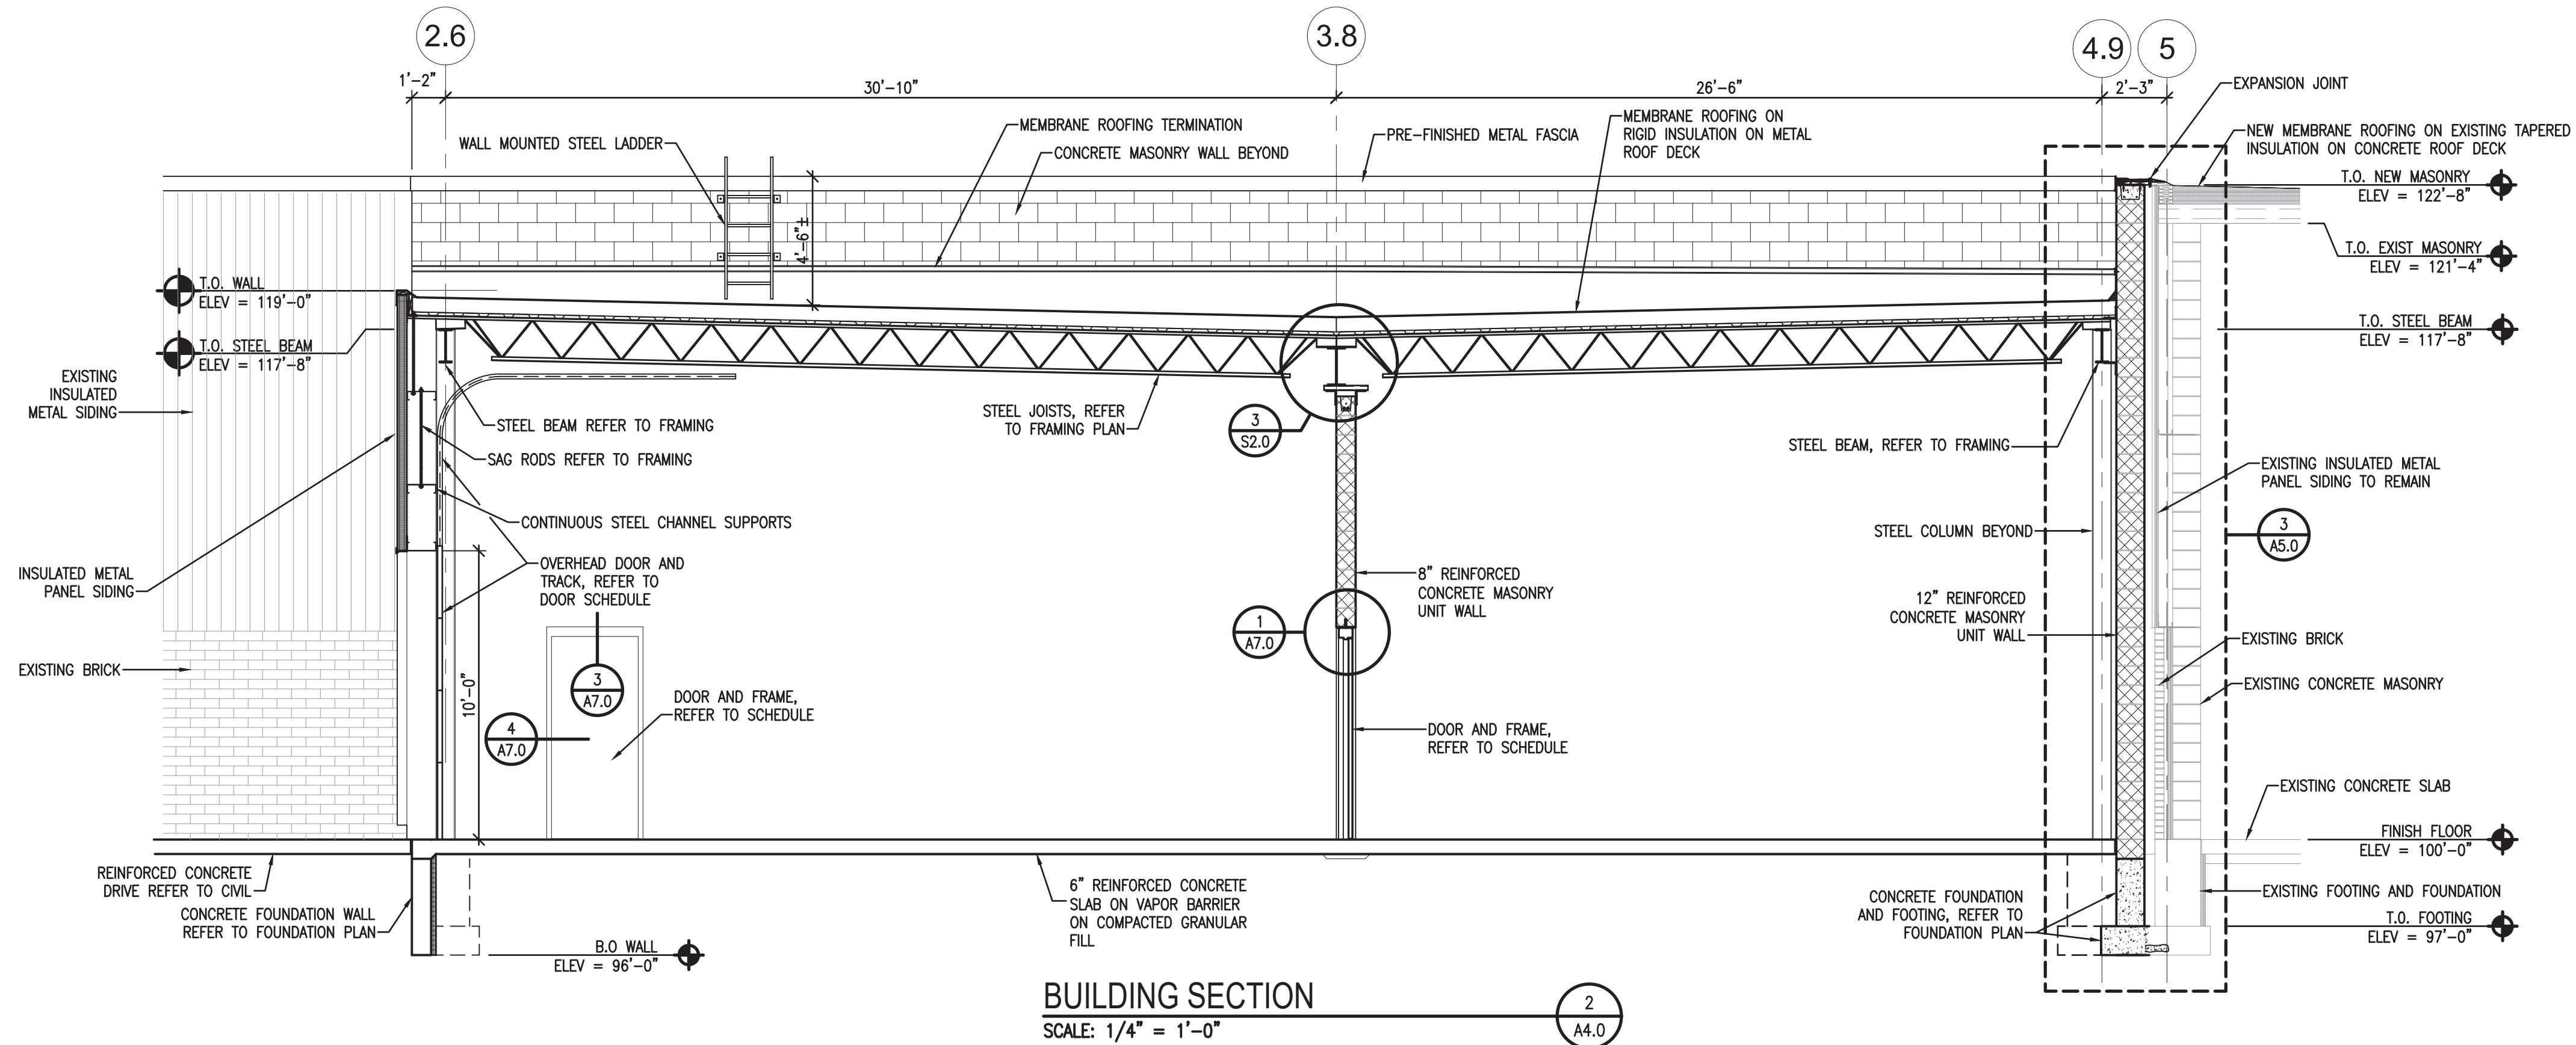 2.6
3.8
4.9
5
1'-2"
30'-10"
26'-6"
2'-3"
EXPANSION JOINT
WALL MOUNTED STEEL LADDER
MEMBRANE ROOFING TERMINATION
CONCRETE MASONRY WALL BEYOND
PRE-FINISHED METAL FASCIA
MEMBRANE ROOFING ON
RIGID INSULATION ON METAL
ROOF DECK
NEW MEMBRANE ROOFING ON EXISTING TAPERED
INSULATION ON CONCRETE ROOF DECK
T.O. NEW MASONRY
ELEV = 122'-8"
4'-6"±
T.O. EXIST MASONRY
ELEV = 121'-4"
T.O. WALL
ELEV = 119'-0"
T.O. STEEL BEAM
ELEV = 117'-8"
T.O. STEEL BEAM
ELEV = 117'-8"
EXISTING
INSULATED
METAL SIDING
STEEL BEAM REFER TO FRAMING
SAG RODS REFER TO FRAMING
STEEL JOISTS, REFER
TO FRAMING PLAN
3
S2.0
STEEL BEAM, REFER TO FRAMING
EXISTING INSULATED METAL
PANEL SIDING TO REMAIN
CONTINUOUS STEEL CHANNEL SUPPORTS
STEEL COLUMN BEYOND
3
A5.0
INSULATED METAL
PANEL SIDING
OVERHEAD DOOR AND
TRACK, REFER TO
DOOR SCHEDULE
8" REINFORCED
CONCRETE MASONRY
UNIT WALL
12" REINFORCED
CONCRETE MASONRY
UNIT WALL
1
A7.0
EXISTING BRICK
EXISTING BRICK
EXISTING CONCRETE MASONRY
10'-0"
3
A7.0
4
A7.0
DOOR AND FRAME,
REFER TO SCHEDULE
DOOR AND FRAME,
REFER TO SCHEDULE
EXISTING CONCRETE SLAB
FINISH FLOOR
ELEV = 100'-0"
REINFORCED CONCRETE
DRIVE REFER TO CIVIL
CONCRETE FOUNDATION WALL
REFER TO FOUNDATION PLAN
6" REINFORCED CONCRETE
SLAB ON VAPOR BARRIER
ON COMPACTED GRANULAR
FILL
CONCRETE FOUNDATION
AND FOOTING, REFER TO
FOUNDATION PLAN
EXISTING FOOTING AND FOUNDATION
T.O. FOOTING
ELEV = 97'-0"
B.O WALL
ELEV = 96'-0"
BUILDING SECTION
SCALE: 1/4" = 1'-0"
2
A4.0